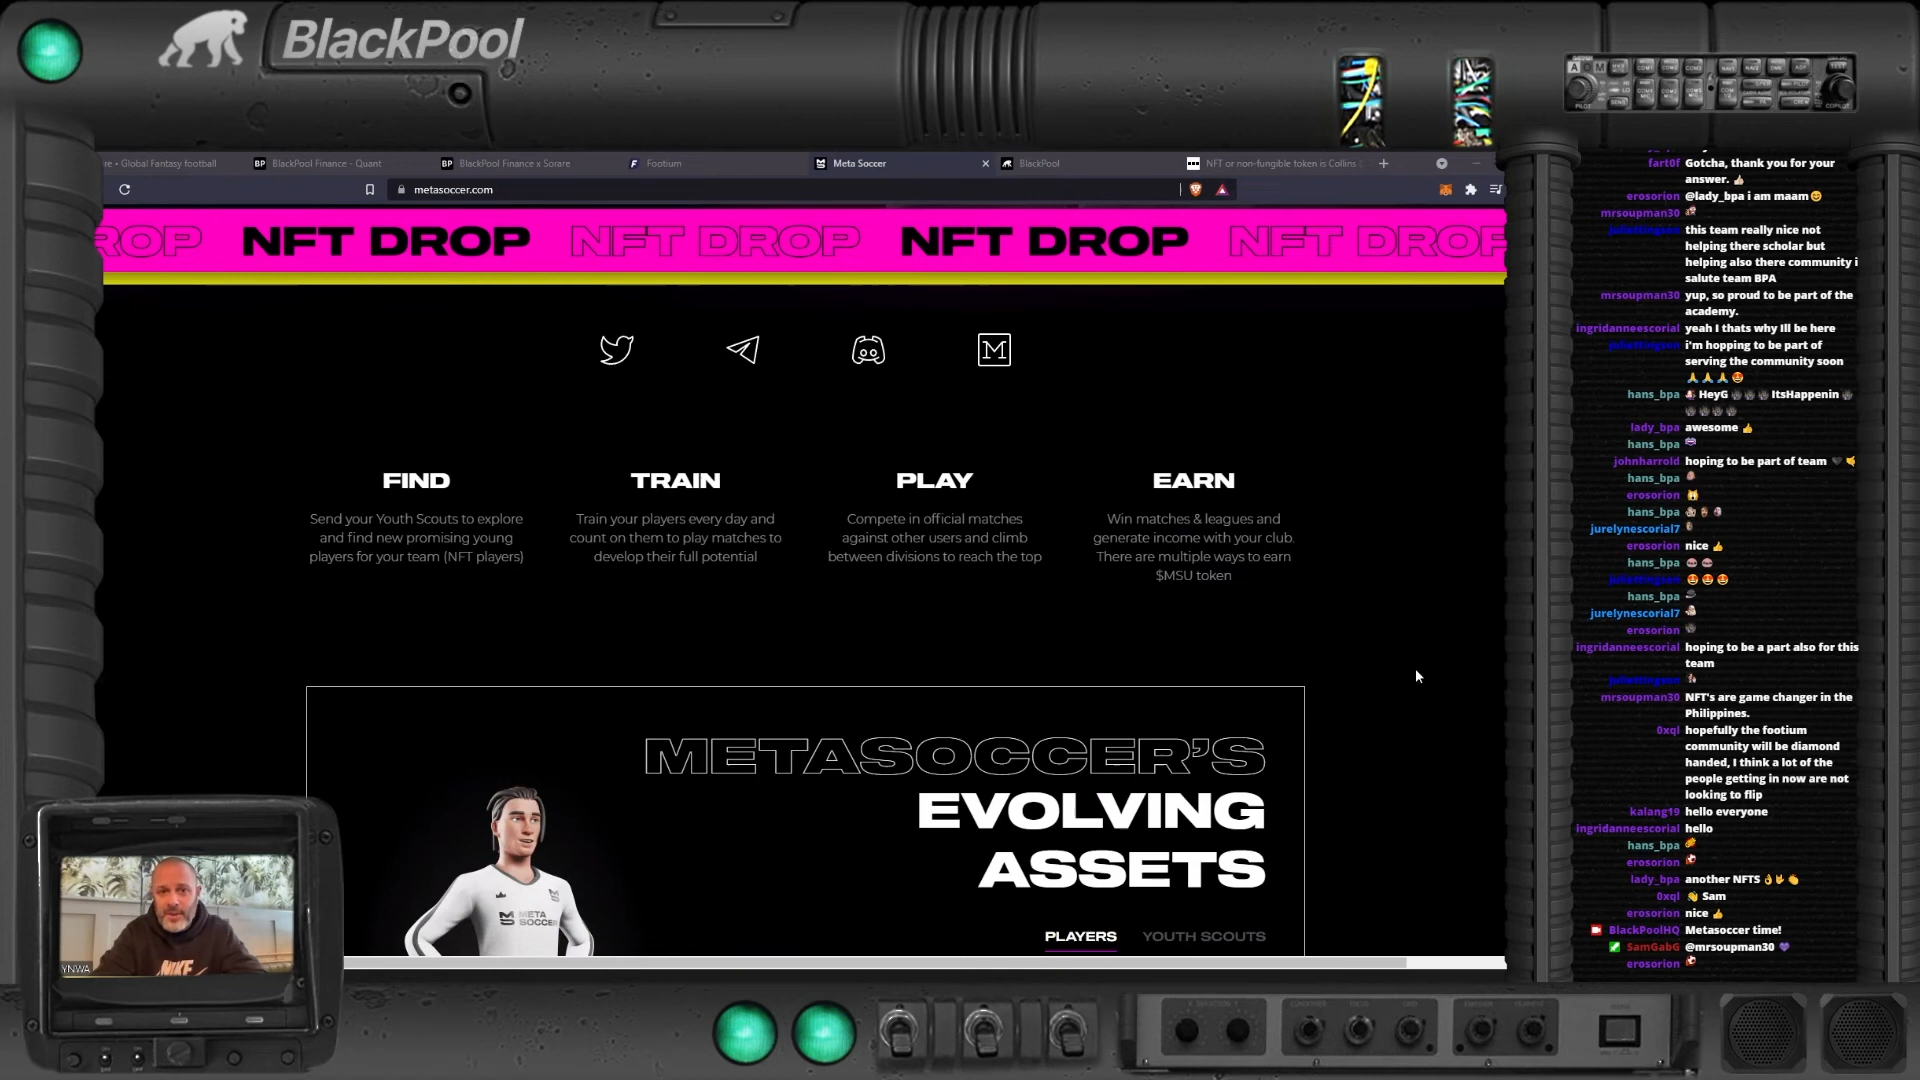 BlackPool
re • Global Fantasy football
BP BlackPool Finance - Quant
BP BlackPool Finance x Sorare
Footium
Meta Soccer
BlackPool
NFT or non-fungible token is Collins
metasoccer.com
ROP NFT DROP NFT DROP NFT DROP NFT DROP
FIND
Send your Youth Scouts to explore
and find new promising young
players for your team (NFT players)
TRAIN
Train your players every day and
count on them to play matches to
develop their full potential
PLAY
Compete in official matches
against other users and climb
between divisions to reach the top
EARN
Win matches & leagues and
generate income with your club.
There are multiple ways to earn
$MSU token
METASOCCER'S
EVOLVING
ASSETS
PLAYERS YOUTH SCOUTS
META
SOCCER
YNWA
NIKE
fart0f Gotcha, thank you for your
answer. 👍🏻
erosorion @lady_bpa i am maam😊
mrsoupman30
this team really nice not
helping there scholar but
helping also there community i
salute team BPA
mrsoupman30 yup, so proud to be part of the
academy.
ingridanneescorial yeah I thats why Ill be here
i'm hopping to be part of
serving the community soon
🙏 🙏 🙏 🤩
hans_bpa HeyG ItsHappenin
lady_bpa awesome 👍
hans_bpa
johnharrold hoping to be part of team 🖤 🤙
hans_bpa
erosorion
hans_bpa
jurelynescorial7
erosorion nice 👍
hans_bpa
🤩 🤩 🤩
hans_bpa
jurelynescorial7
erosorion
ingridanneescorial hoping to be a part also for this
team
mrsoupman30 NFT's are game changer in the
Philippines.
0xql hopefully the footium
community will be diamond
handed, I think a lot of the
people getting in now are not
looking to flip
kalang19 hello everyone
ingridanneescorial hello
hans_bpa
erosorion
lady_bpa another NFTS 👌🤟👏
0xql 👋 Sam
erosorion nice 👍
BlackPoolHQ Metasoccer time!
SamGabG @mrsoupman30 💜
erosorion